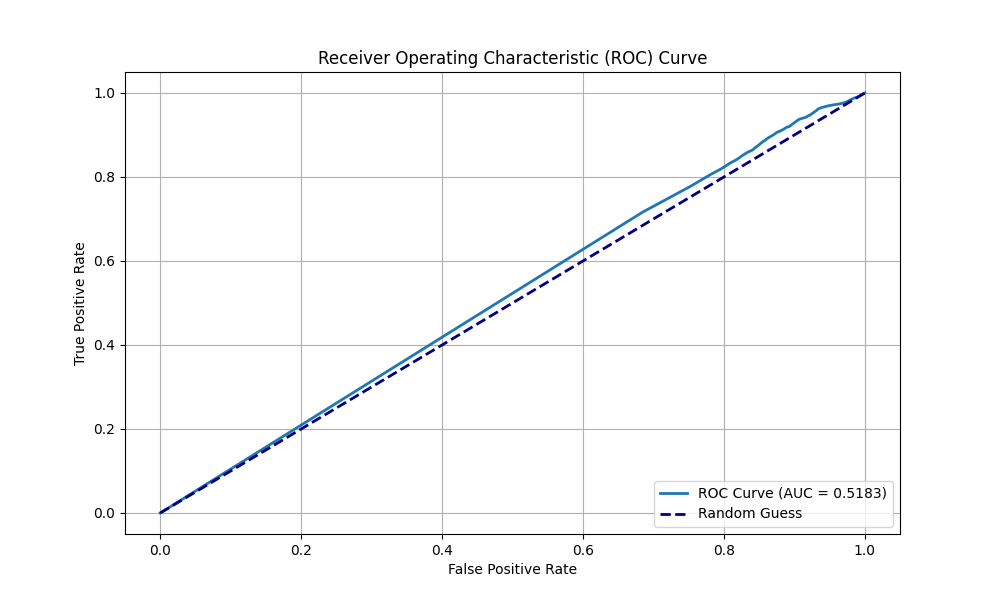 Receiver Operating Characteristic (ROC) Curve
True Positive Rate
1.0
0.8
0.6
0.4
0.2
0.0
0.0 0.2 0.4 0.6 0.8 1.0
False Positive Rate
ROC Curve (AUC = 0.5183)
Random Guess